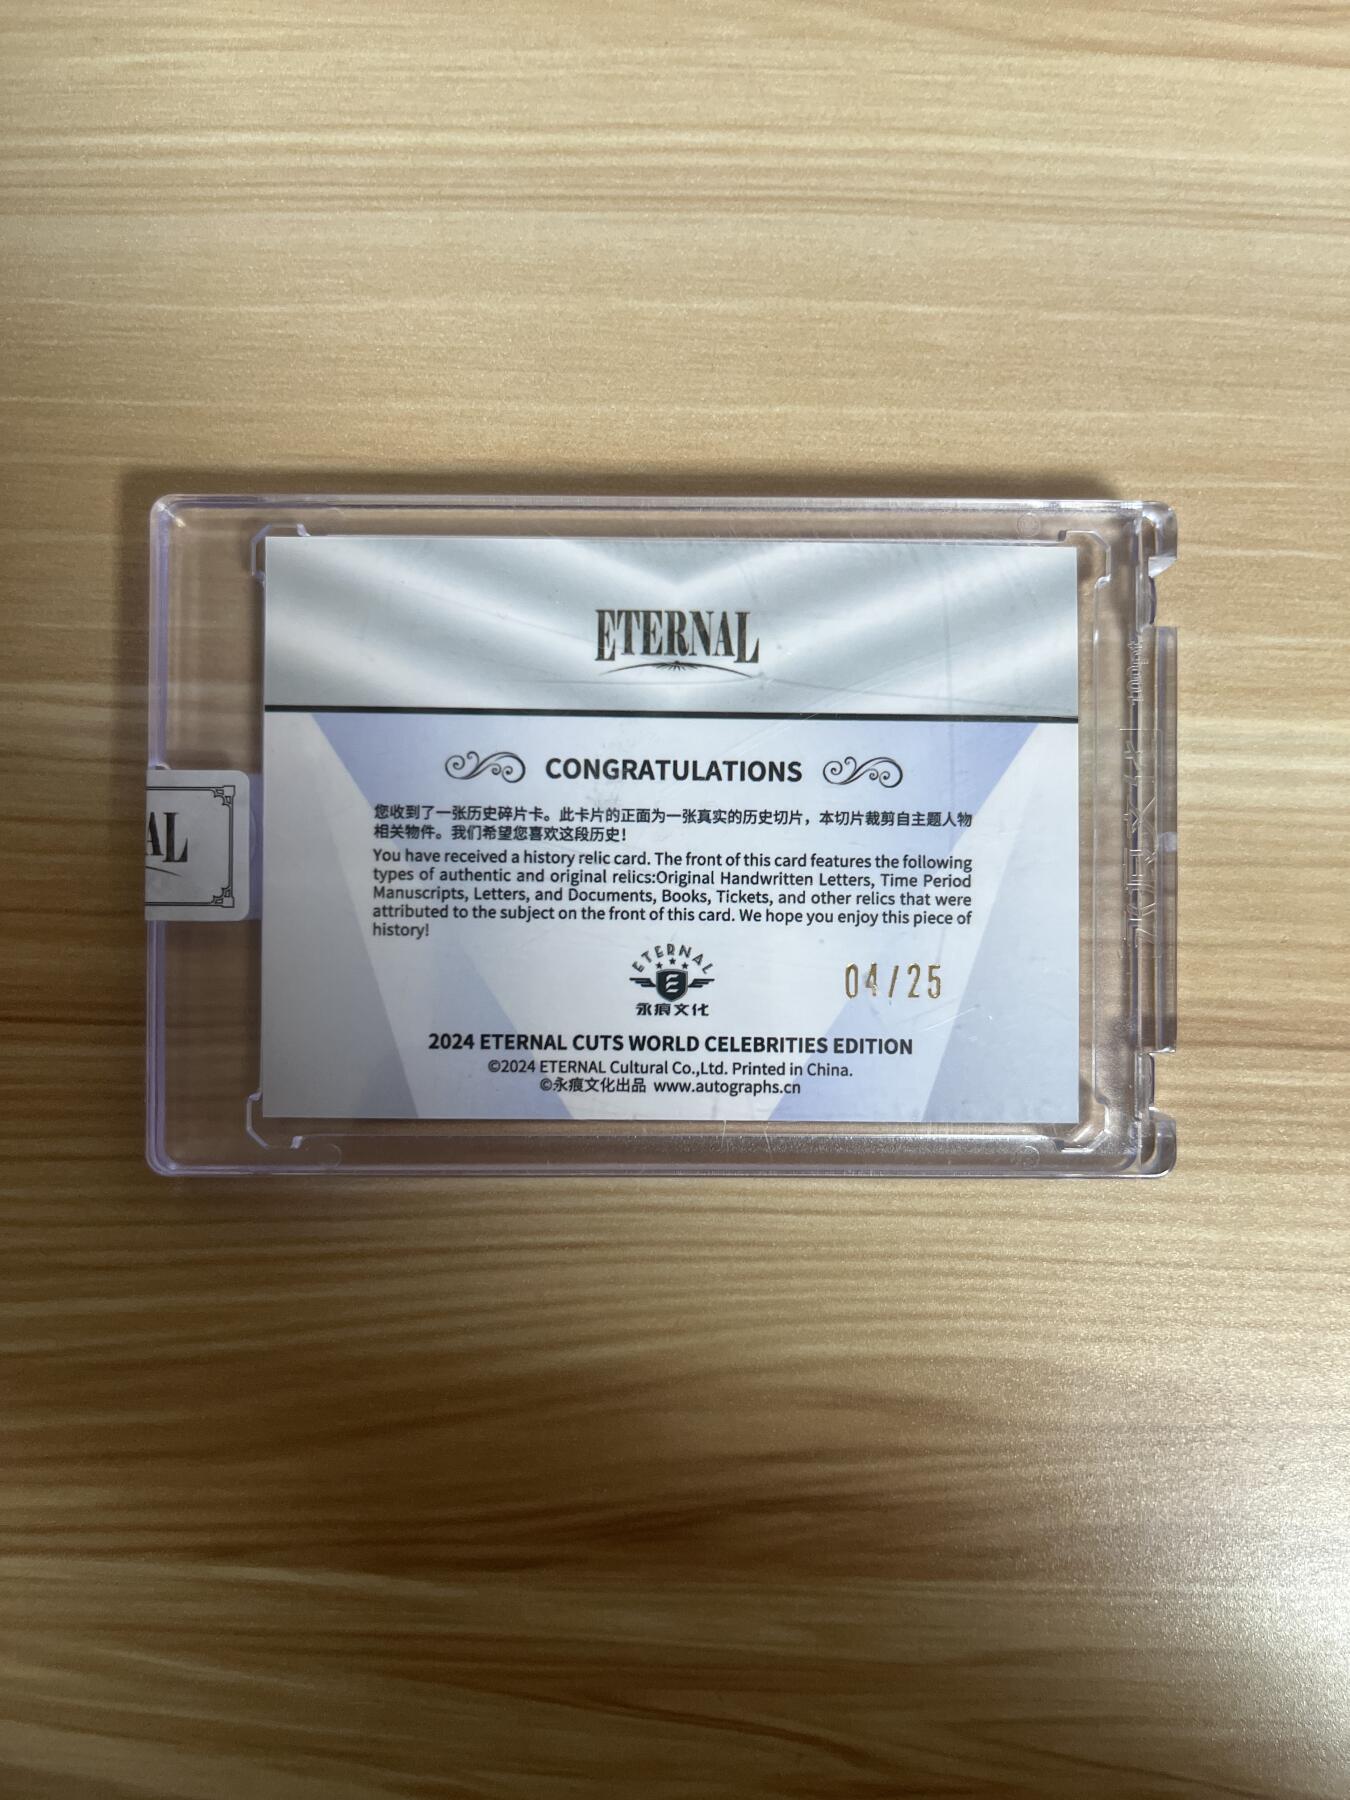 ETERNAL
CONGRATULATIONS
您收到了一张历史碎片卡。此卡片的正面为一张真实的历史切片，本切片裁剪自主题人物
相关物件。我们希望您喜欢这段历史！
You have received a history relic card. The front of this card features the following
types of authentic and original relics:Original Handwritten Letters, Time Period
Manuscripts, Letters, and Documents, Books, Tickets, and other relics that were
attributed to the subject on the front of this card. We hope you enjoy this piece of
history!
AL
ETERNAL
E
永痕文化
04/25
2024 ETERNAL CUTS WORLD CELEBRITIES EDITION
©2024 ETERNAL Cultural Co.,Ltd. Printed in China.
©永痕文化出品 www.autographs.cn